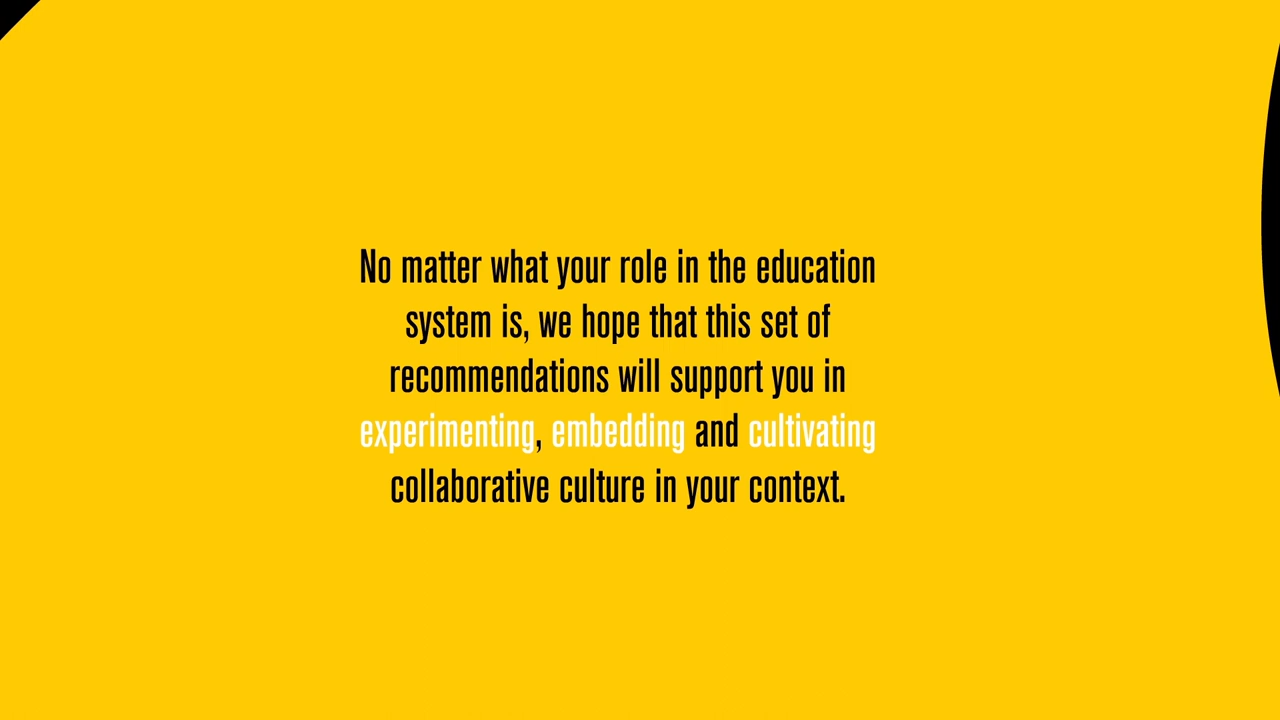 No matter what your role in the education
system is, we hope that this set of
recommendations will support you in
experimenting, embedding and cultivating
collaborative culture in your context.